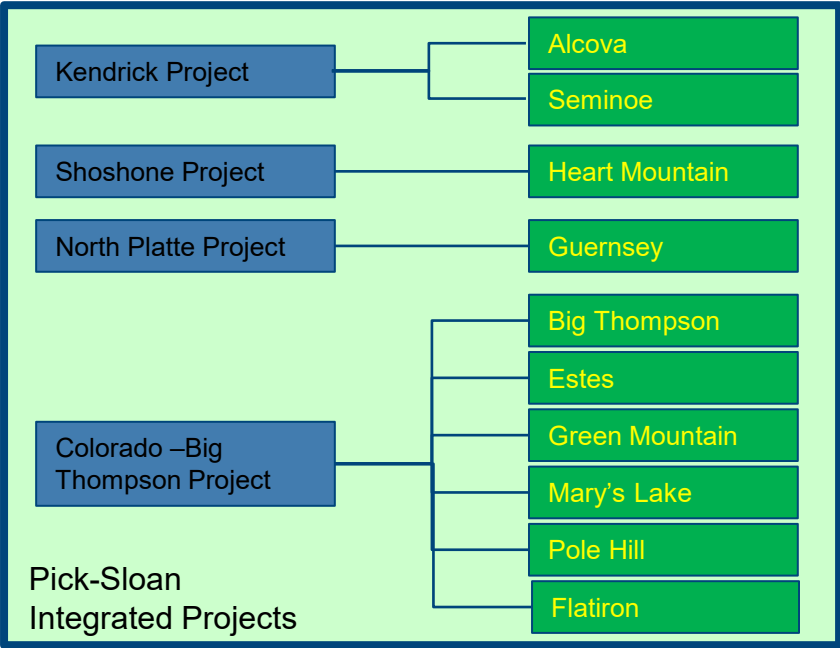 Kendrick Project
Alcova
Seminoe
Shoshone Project
Heart Mountain
North Platte Project
Guernsey
Colorado –Big
Thompson Project
Big Thompson
Estes
Green Mountain
Mary’s Lake
Pole Hill
Flatiron
Pick-Sloan
Integrated Projects